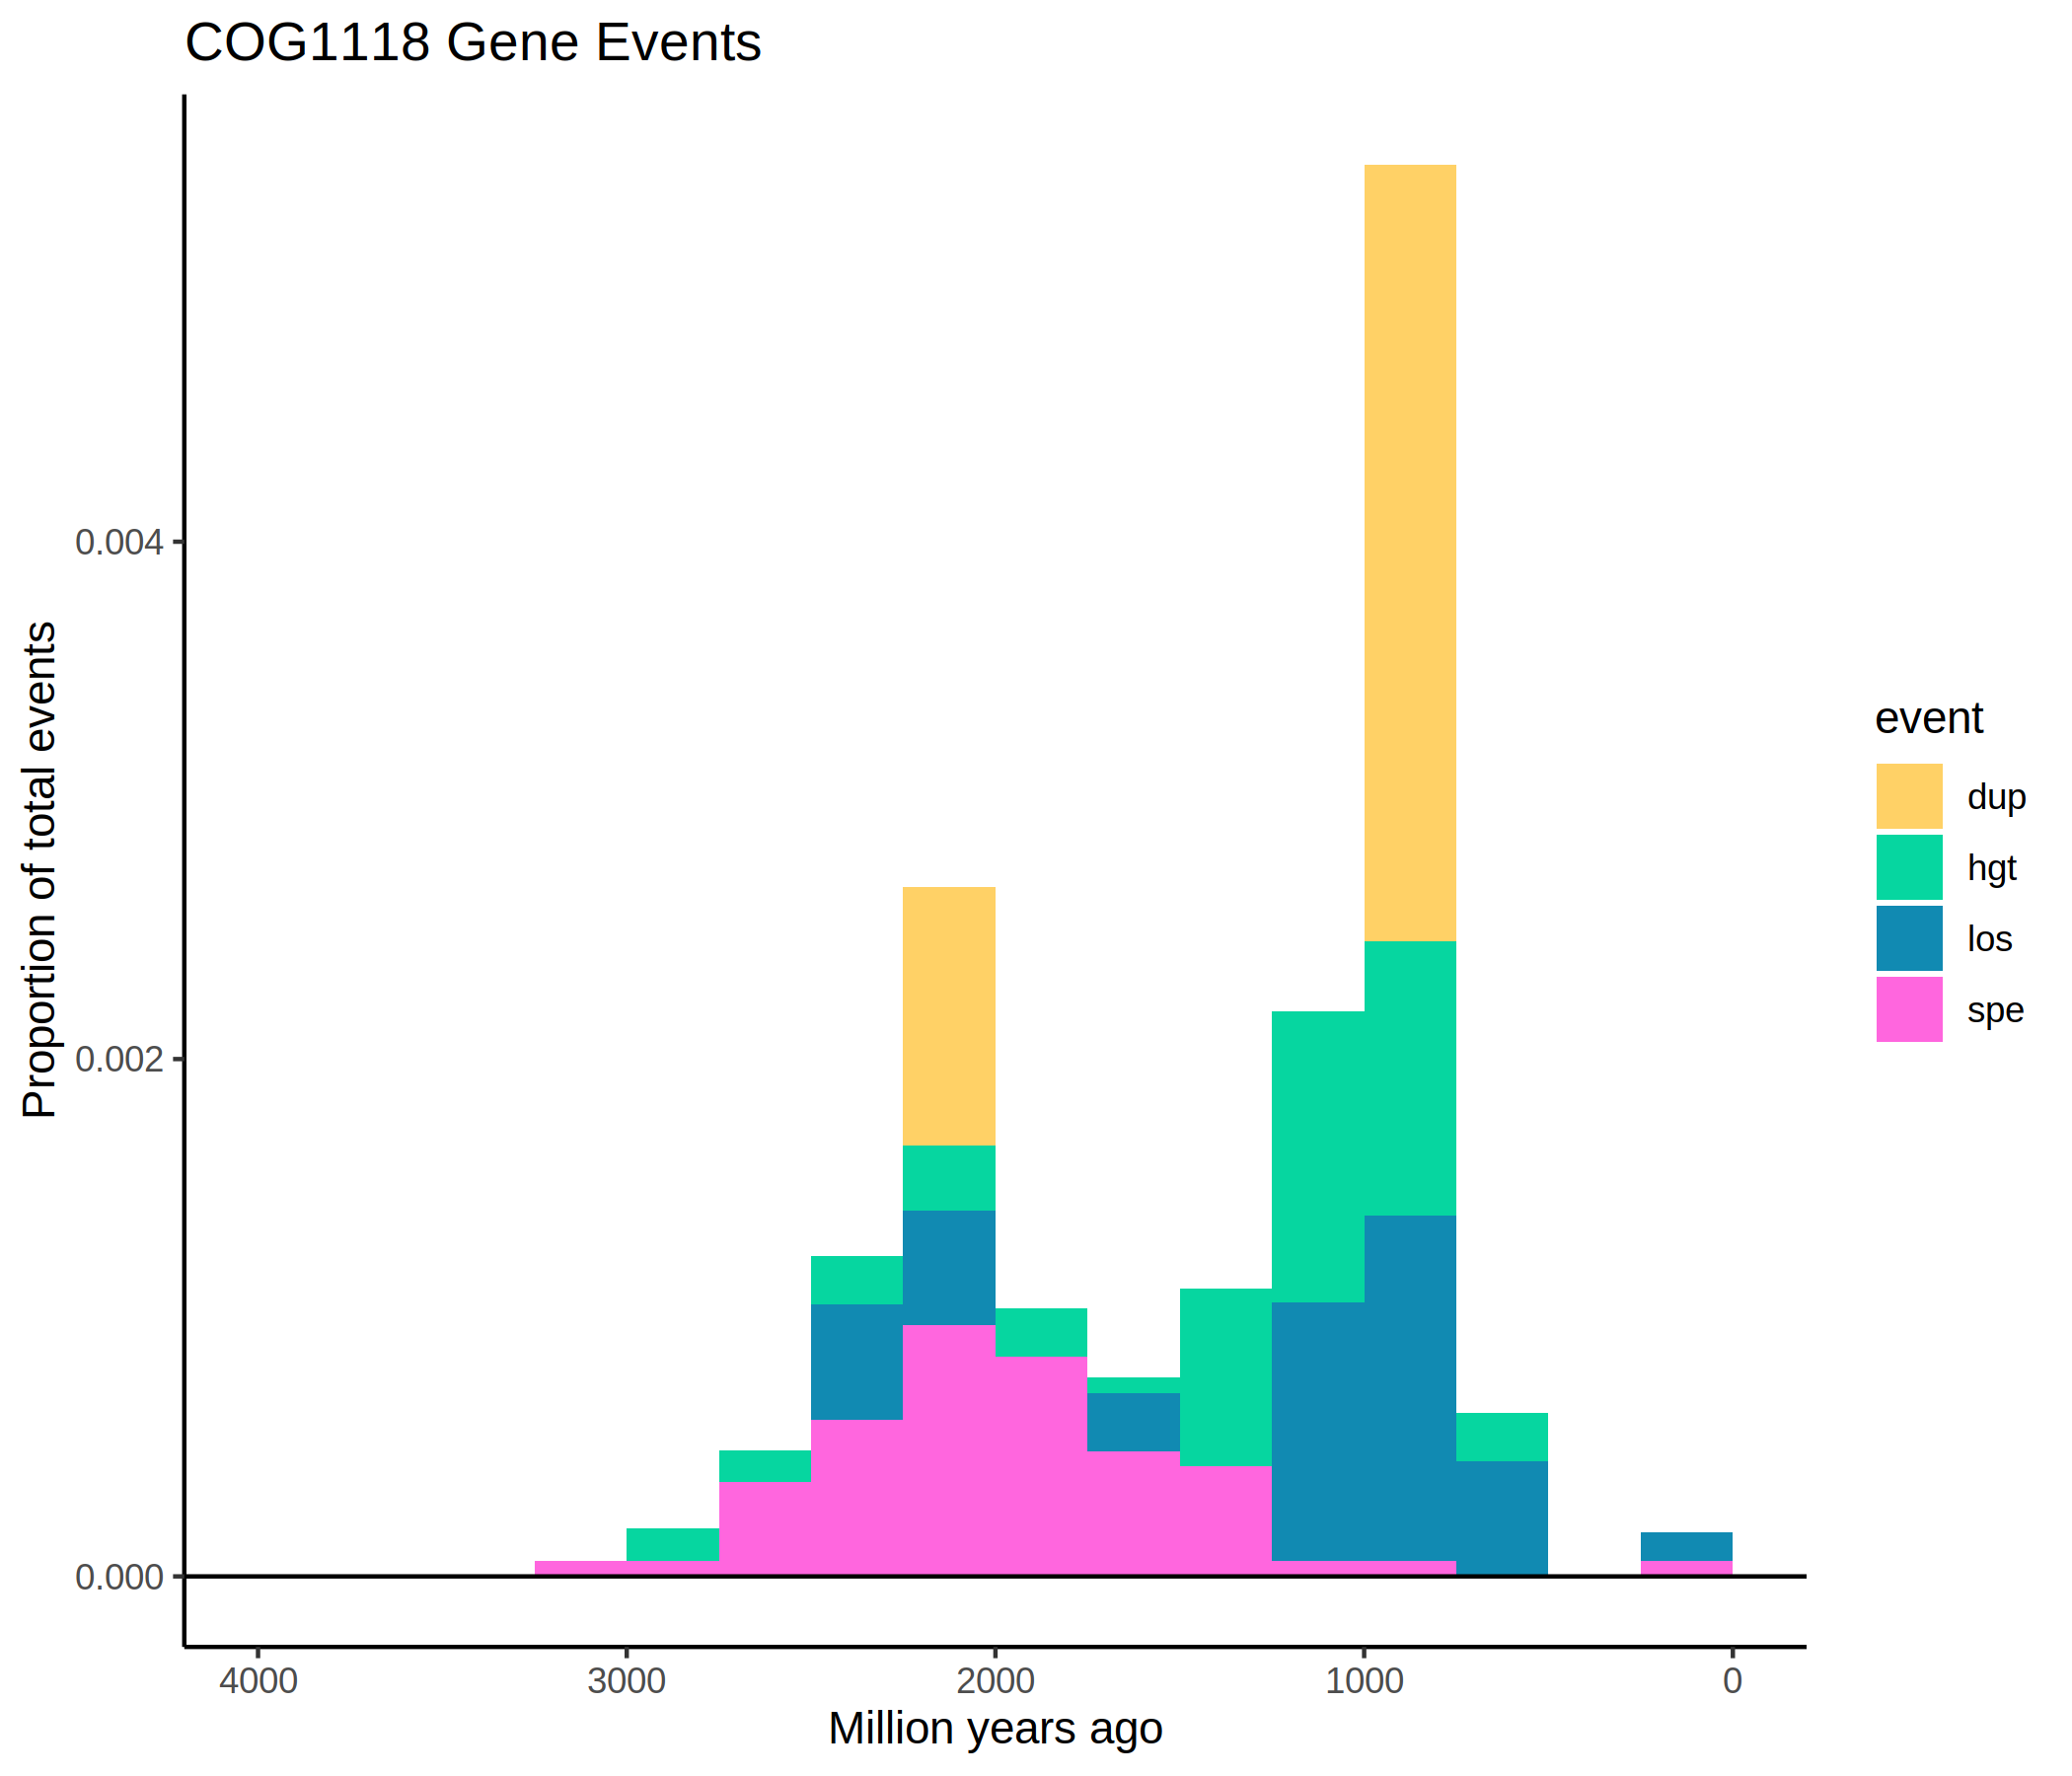 COG1118 Gene Events
Proportion of total events
0.004
0.002
0.000
4000 3000 2000 1000 0
Million years ago
event
dup
hgt
los
spe